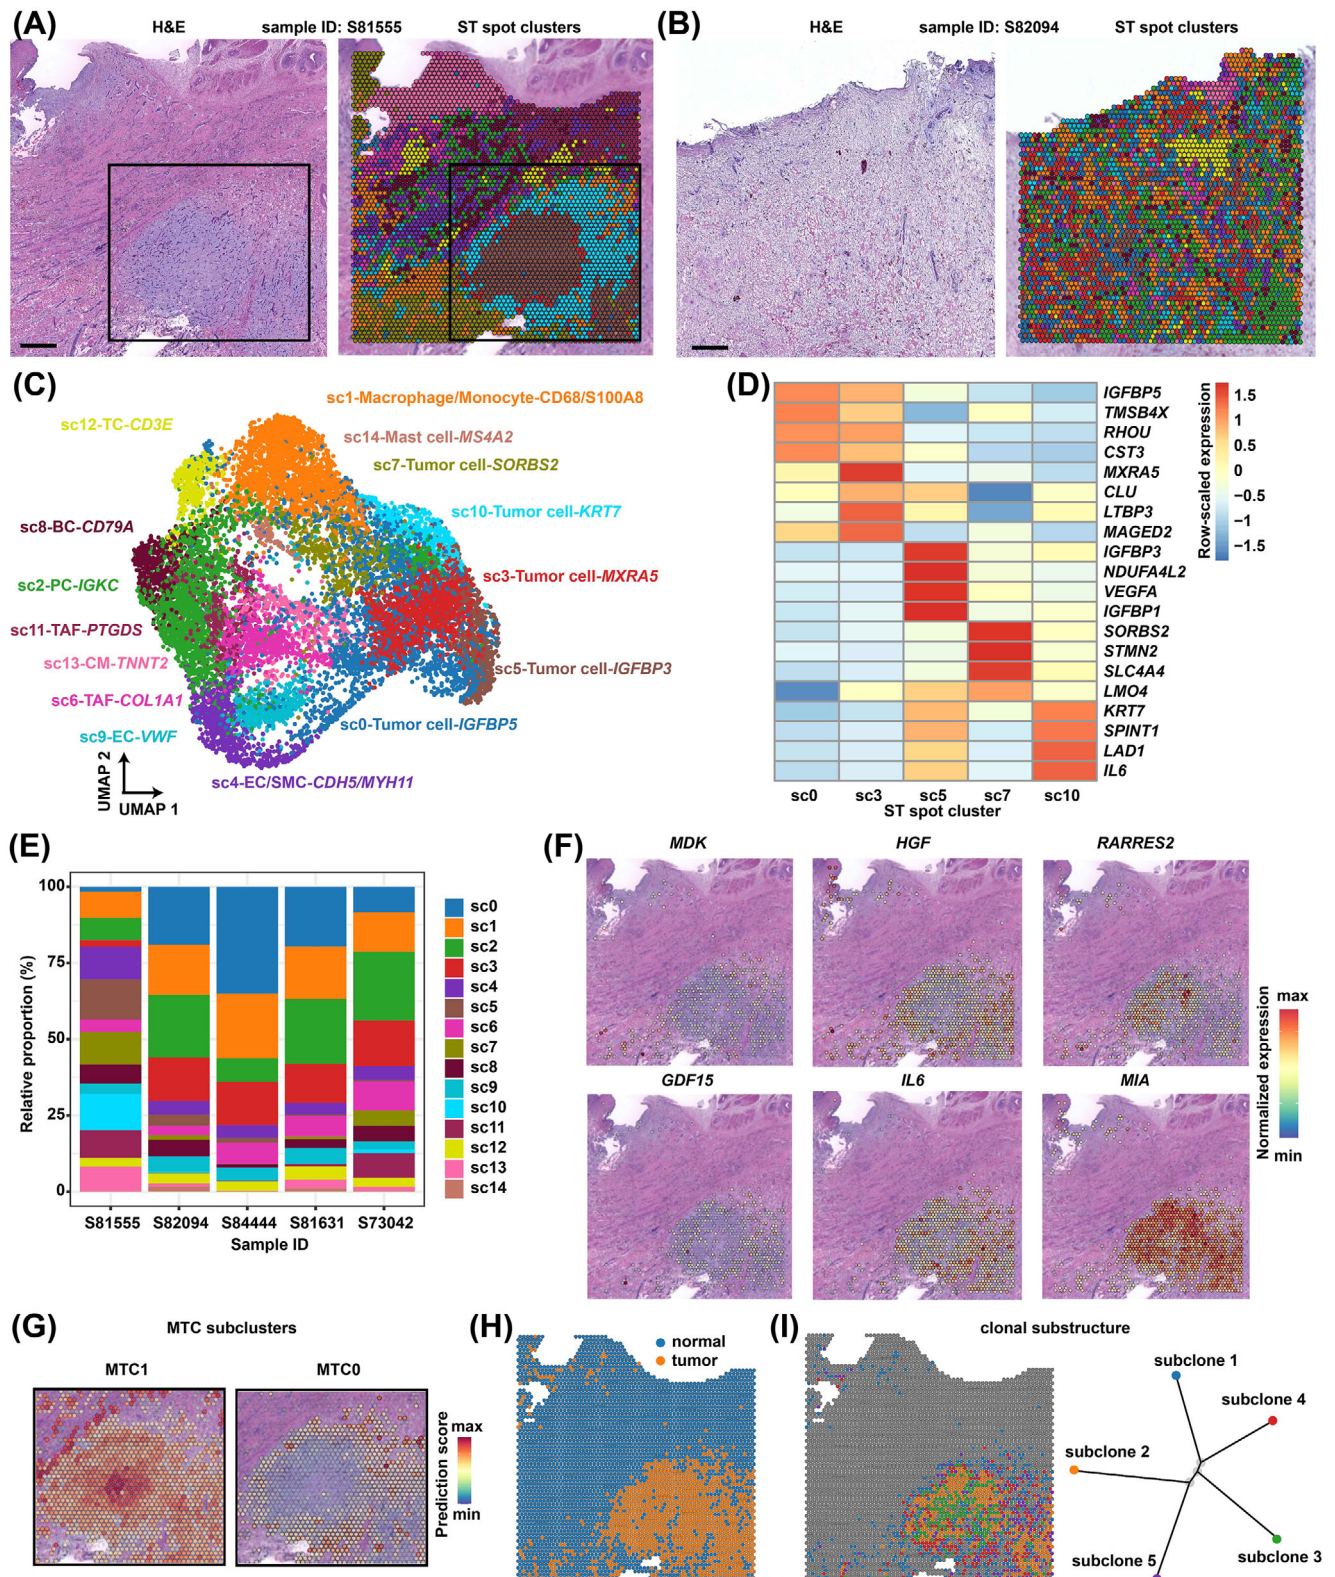 (A)
H&E
sample ID: S81555
ST spot clusters
(B)
H&E
sample ID: S82094
ST spot clusters
(C)
sc1-Macrophage/Monocyte-CD68/S100A8
sc12-TC-CD3E
sc14-Mast cell-MS4A2
sc7-Tumor cell-SORBS2
sc10-Tumor cell-KRT7
sc8-BC-CD79A
sc3-Tumor cell-MXRA5
sc2-PC-IGKC
sc11-TAF-PTGDS
sc13-CM-TNNT2
sc5-Tumor cell-IGFBP3
sc6-TAF-COL1A1
sc0-Tumor cell-IGFBP5
sc9-EC-VWF
sc4-EC/SMC-CDH5/MYH11
UMAP 2
UMAP 1
(D)
IGFBP5
TMSB4X
RHOU
CST3
MXRA5
CLU
LTBP3
MAGED2
IGFBP3
NDUFA4L2
VEGFA
IGFBP1
SORBS2
STMN2
SLC4A4
LMO4
KRT7
SPINT1
LAD1
IL6
sc0 sc3 sc5 sc7 sc10
ST spot cluster
Row-scaled expression
1.5
1
0.5
0
−0.5
−1
−1.5
(E)
Relative proportion (%)
100
75
50
25
0
S81555 S82094 S84444 S81631 S73042
Sample ID
sc0
sc1
sc2
sc3
sc4
sc5
sc6
sc7
sc8
sc9
sc10
sc11
sc12
sc13
sc14
(F)
MDK
HGF
RARRES2
GDF15
IL6
MIA
Normalized expression
max
min
(G)
MTC subclusters
MTC1
MTC0
Prediction score
max
min
(H)
normal
tumor
(I)
clonal substructure
subclone 1
subclone 4
subclone 2
subclone 3
subclone 5